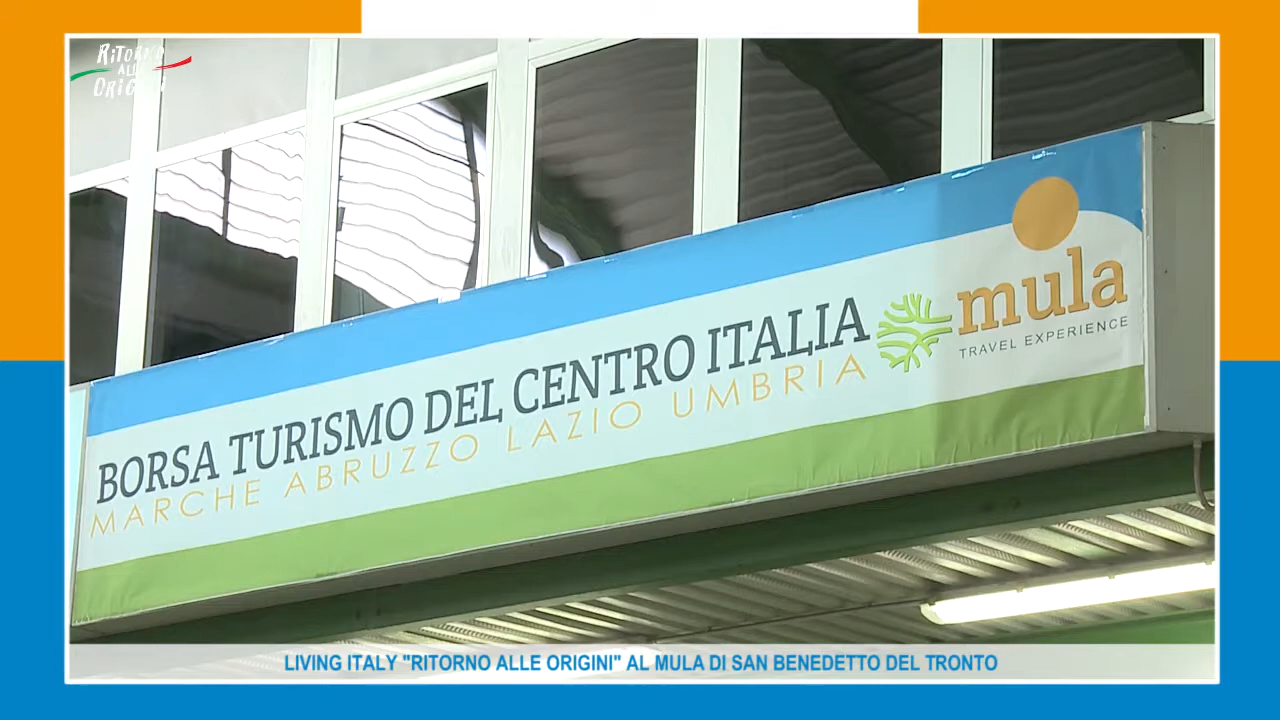 RiTORNO
ALLE
ORiGINI
BORSA TURISMO DEL CENTRO ITALIA
MARCHE ABRUZZO LAZIO UMBRIA
mula
TRAVEL EXPERIENCE
LIVING ITALY "RITORNO ALLE ORIGINI" AL MULA DI SAN BENEDETTO DEL TRONTO